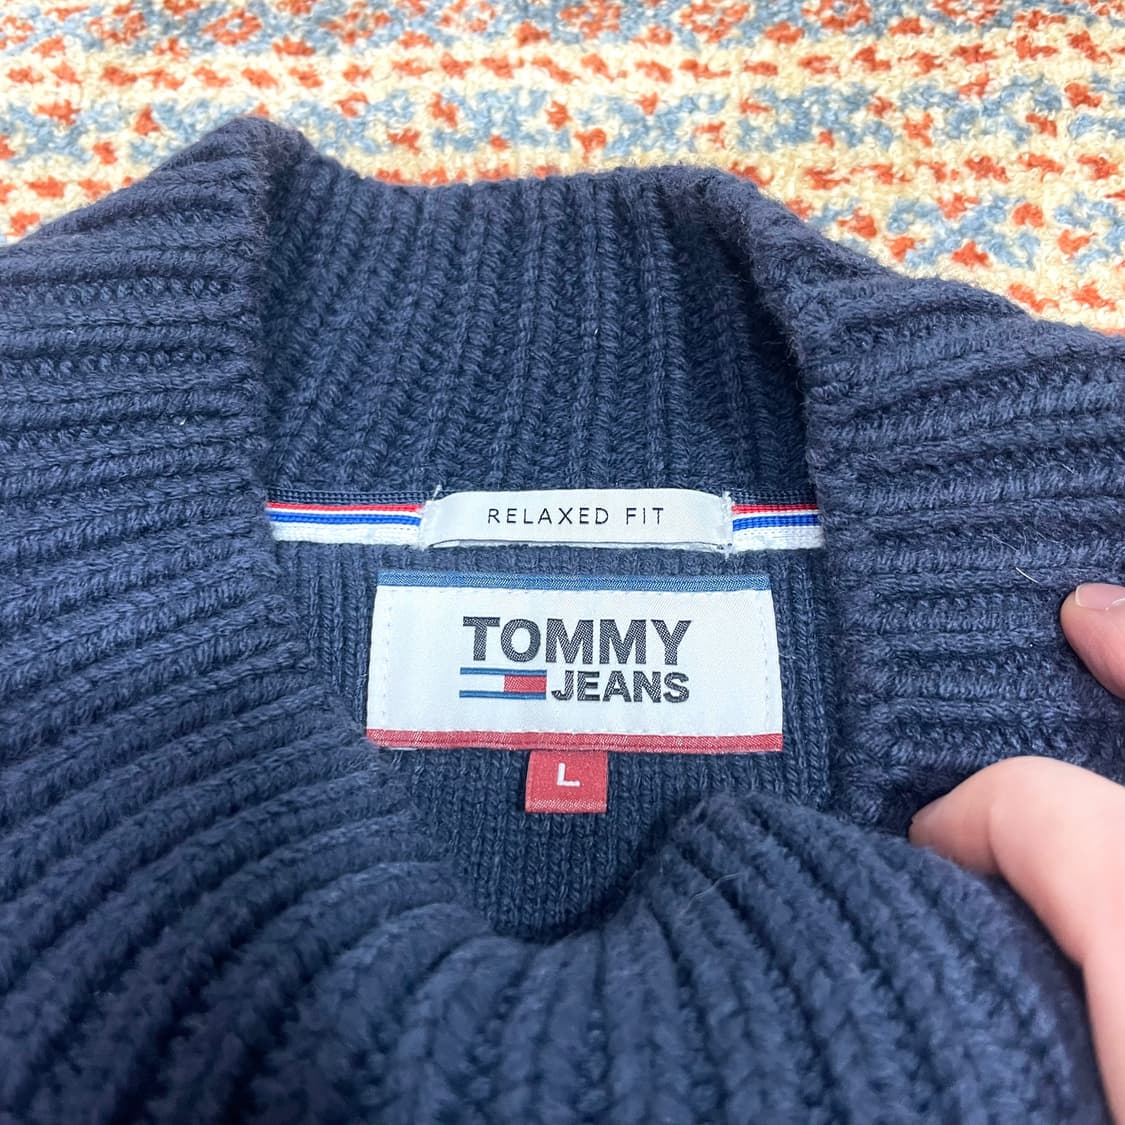 RELAXED FIT
TOMMY
JEANS
L